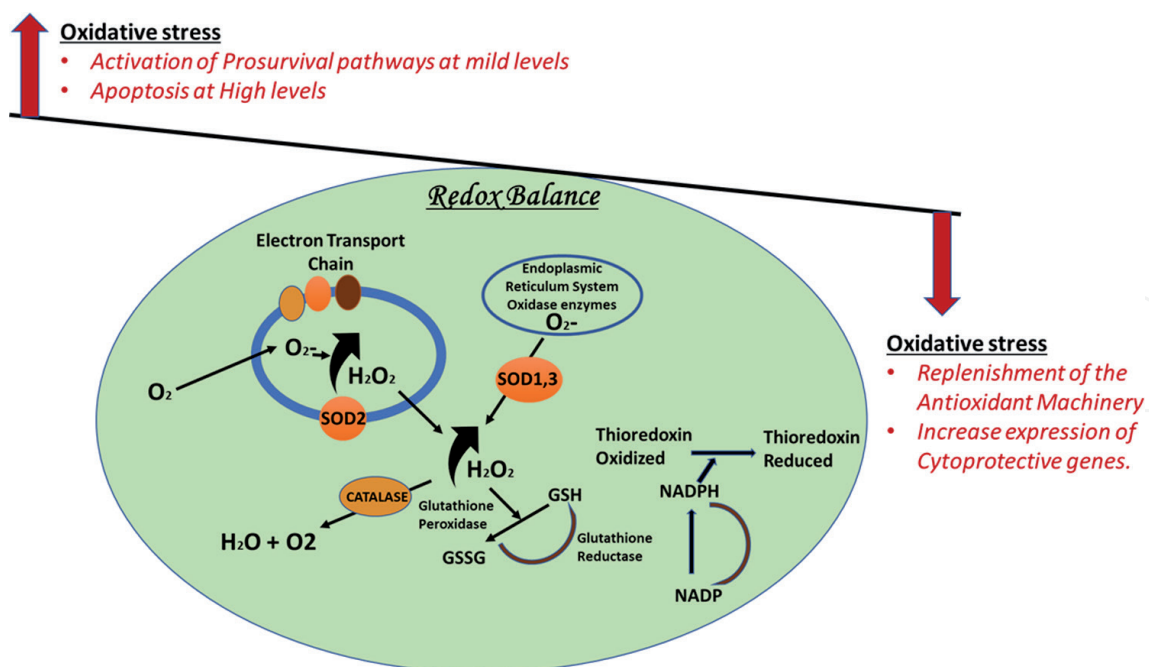 Oxidative stress
• Activation of Prosurvival pathways at mild levels
• Apoptosis at High levels
Redox Balance
Electron Transport
Chain
Endoplasmic
Reticulum System
Oxidase enzymes
O₂-
O₂-
H₂O₂
O₂
SOD2
SOD1,3
H₂O₂
CATALASE
Glutathione
Peroxidase
H₂O + O2
GSH
GSSG
Glutathione
Reductase
Thioredoxin
Oxidized
Thioredoxin
Reduced
NADPH
NADP
Oxidative stress
• Replenishment of the
Antioxidant Machinery
• Increase expression of
Cytoprotective genes.